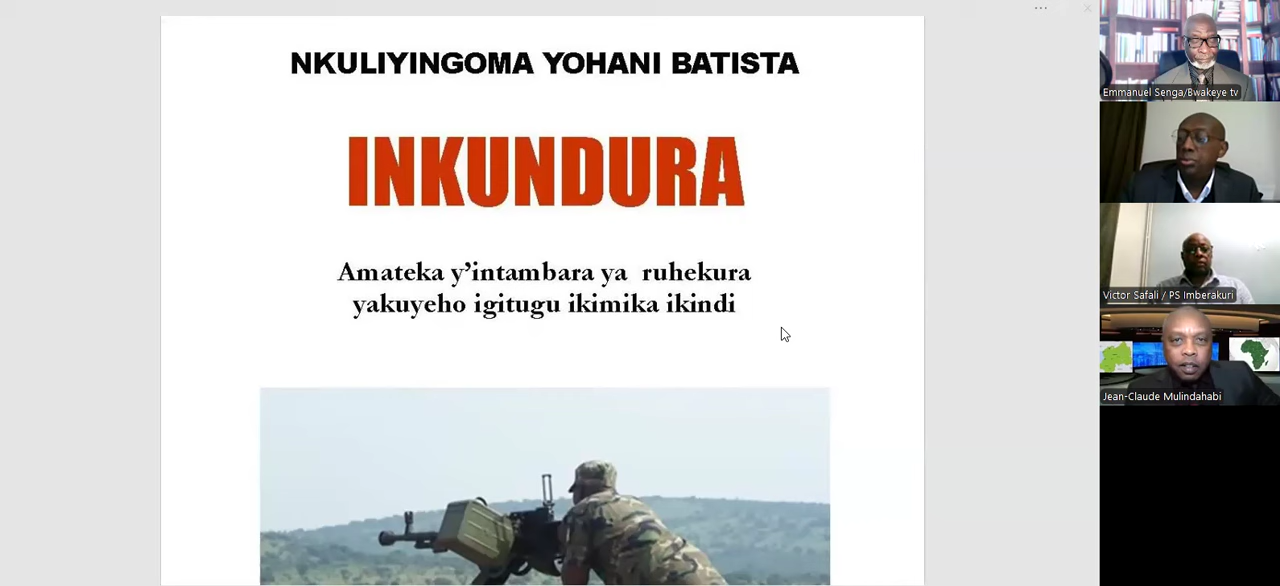 NKULIYINGOMA YOHANI BATISTA
INKUNDURA
Amateka y’intambara ya ruhekura
yakuyeho igitugu ikimika ikindi
Emmanuel Senga/Bwakeye tv
Victor Safali / PS Imberakuri
Jean-Claude Mulindahabi